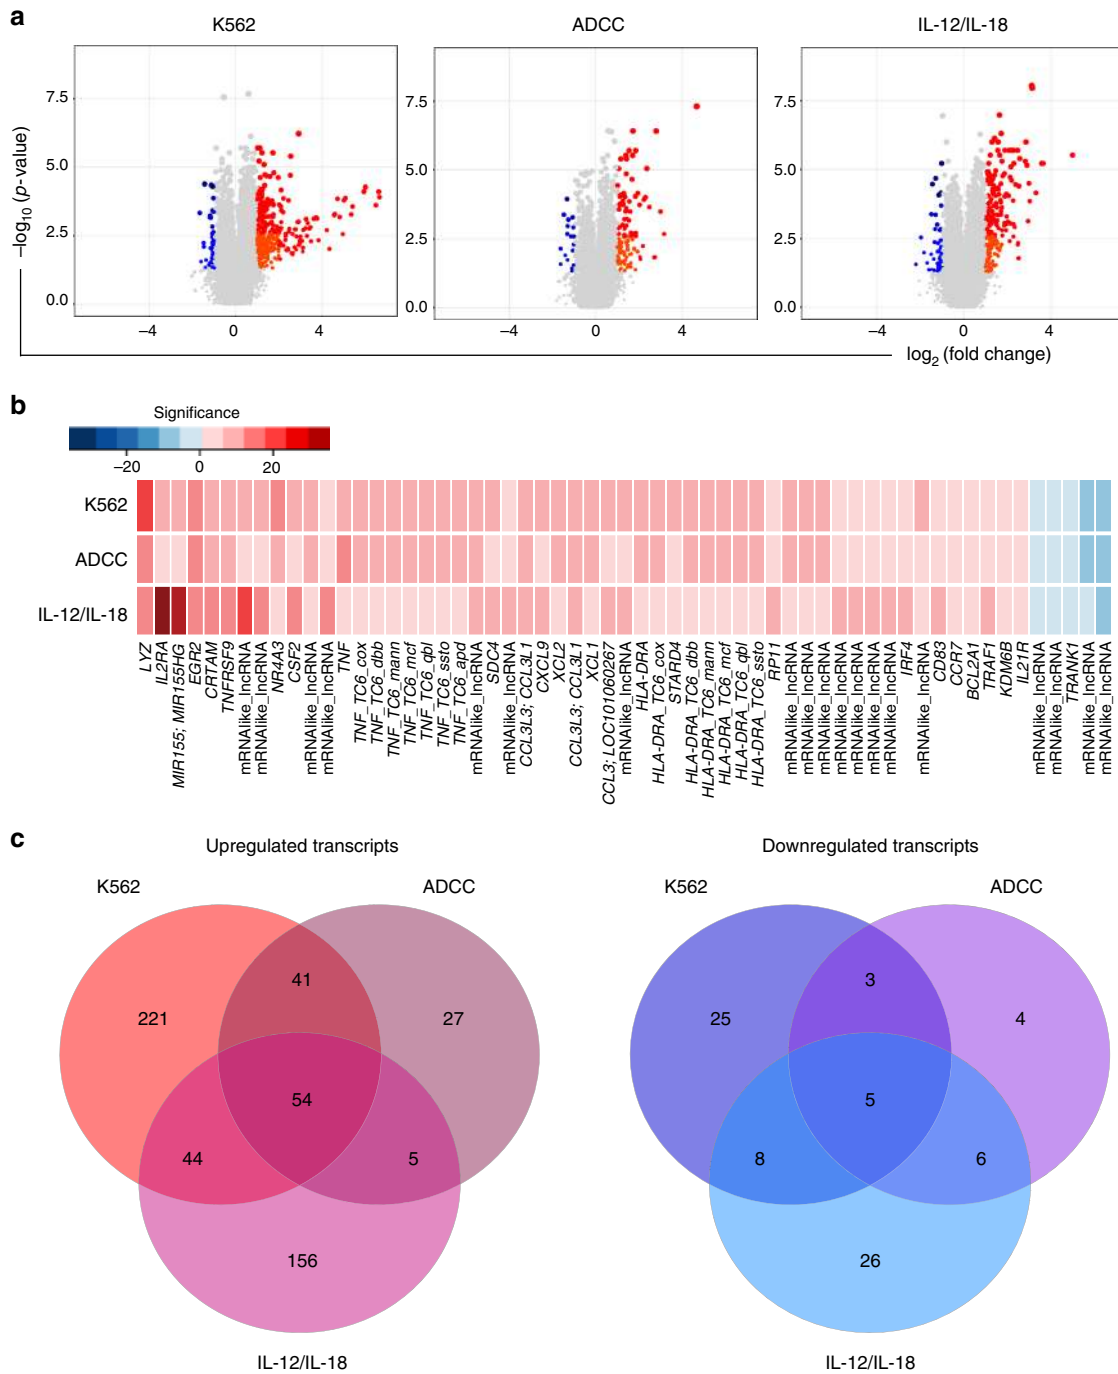 a
K562
ADCC
IL-12/IL-18
–log10 (p-value)
7.5
5.0
2.5
0.0
–4
0
4
7.5
5.0
2.5
0.0
–4
0
4
7.5
5.0
2.5
0.0
–4
0
4
log2 (fold change)
b
Significance
–20
0
20
K562
ADCC
IL-12/IL-18
LYZ
IL2RA
MIR155; MIR155HG
EGR2
CRTAM
TNFRSF9
mRNAlike_lncRNA
mRNAlike_lncRNA
NR4A3
CSF2
mRNAlike_lncRNA
mRNAlike_lncRNA
TNF
TNF_TC6_cox
TNF_TC6_dbb
TNF_TC6_mann
TNF_TC6_mcf
TNF_TC6_qbl
TNF_TC6_ssto
TNF_TC6_apd
mRNAlike_lncRNA
SDC4
mRNAlike_lncRNA
CCL3L3; CCL3L1
CXCL9
XCL2
CCL3L3; CCL3L1
XCL1
CCL3; LOC101060267
mRNAlike_lncRNA
HLA-DRA
HLA-DRA_TC6_cox
STARD4
HLA-DRA_TC6_dbb
HLA-DRA_TC6_mann
HLA-DRA_TC6_mcf
HLA-DRA_TC6_qbl
HLA-DRA_TC6_ssto
RP11
mRNAlike_lncRNA
mRNAlike_lncRNA
mRNAlike_lncRNA
mRNAlike_lncRNA
mRNAlike_lncRNA
mRNAlike_lncRNA
mRNAlike_lncRNA
IRF4
mRNAlike_lncRNA
CD83
CCR7
BCL2A1
TRAF1
KDM6B
IL21R
mRNAlike_lncRNA
mRNAlike_lncRNA
TRANK1
mRNAlike_lncRNA
mRNAlike_lncRNA
c
Upregulated transcripts
K562
ADCC
41
221
27
54
44
5
156
IL-12/IL-18
Downregulated transcripts
K562
ADCC
3
25
4
5
8
6
26
IL-12/IL-18